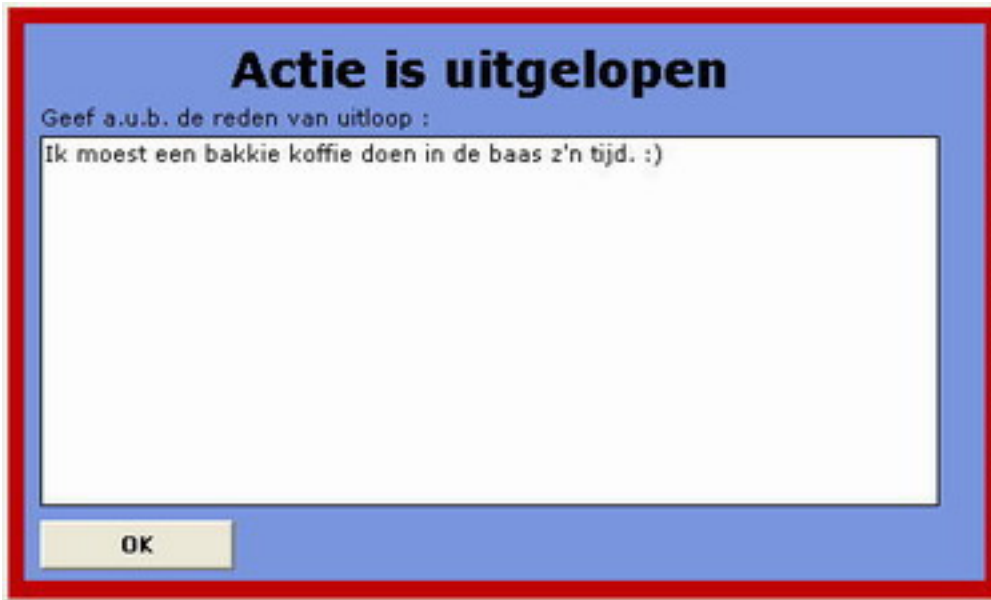 Actie is uitgelopen
Geef a.u.b. de reden van uitloop :
Ik moest een bakkie koffie doen in de baas z'n tijd. :)
OK